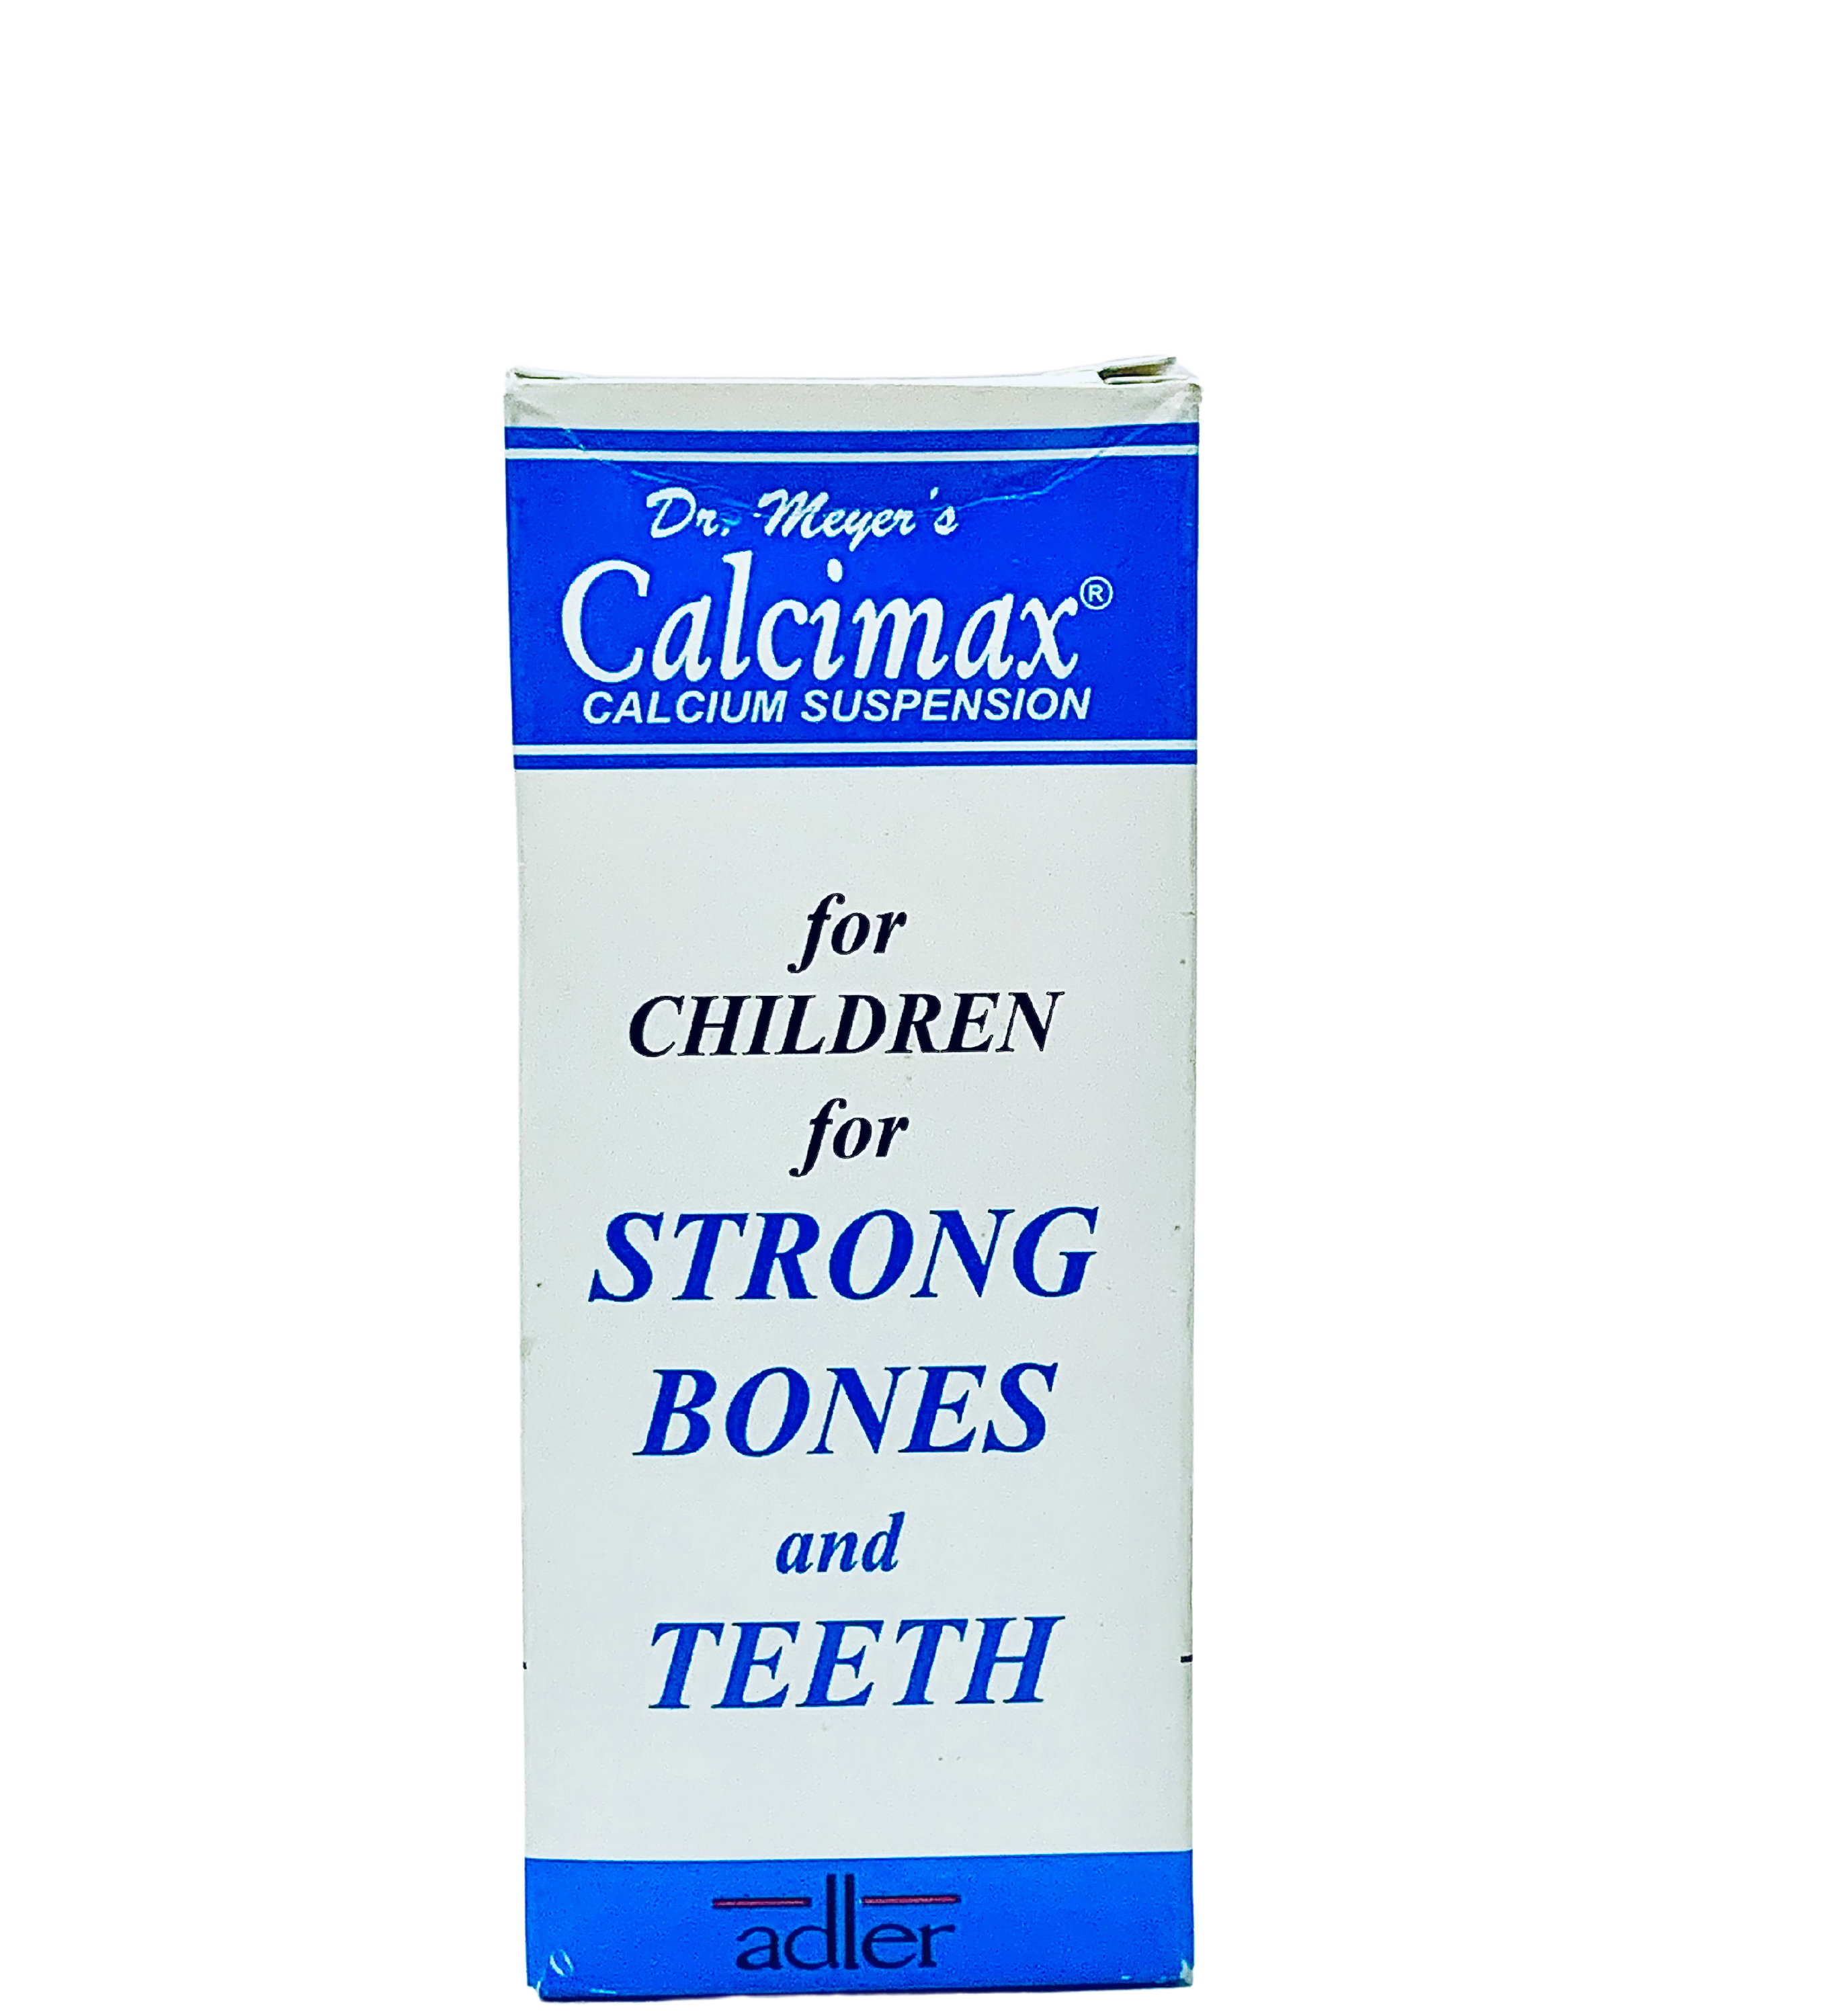 Dr. Meyer's
Calcimax®
CALCIUM SUSPENSION
for
CHILDREN
for
STRONG
BONES
and
TEETH
adler